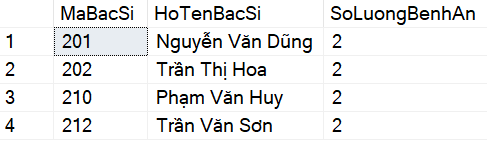 MaBacSi HoTenBacSi SoLuongBenhAn
1 201 Nguyễn Văn Dũng 2
2 202 Trần Thị Hoa 2
3 210 Phạm Văn Huy 2
4 212 Trần Văn Sơn 2